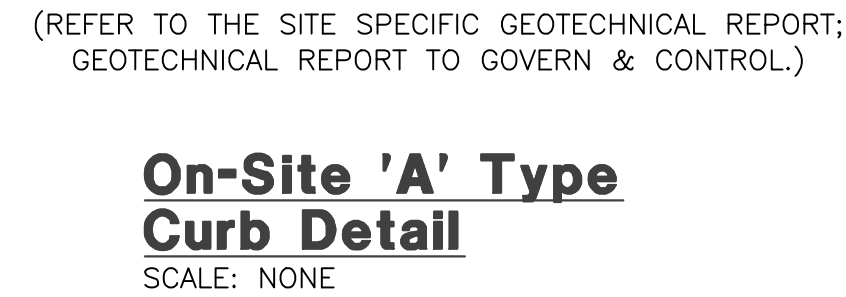 (REFER TO THE SITE SPECIFIC GEOTECHNICAL REPORT;
GEOTECHNICAL REPORT TO GOVERN & CONTROL.)
On-Site 'A' Type
Curb Detail
SCALE: NONE